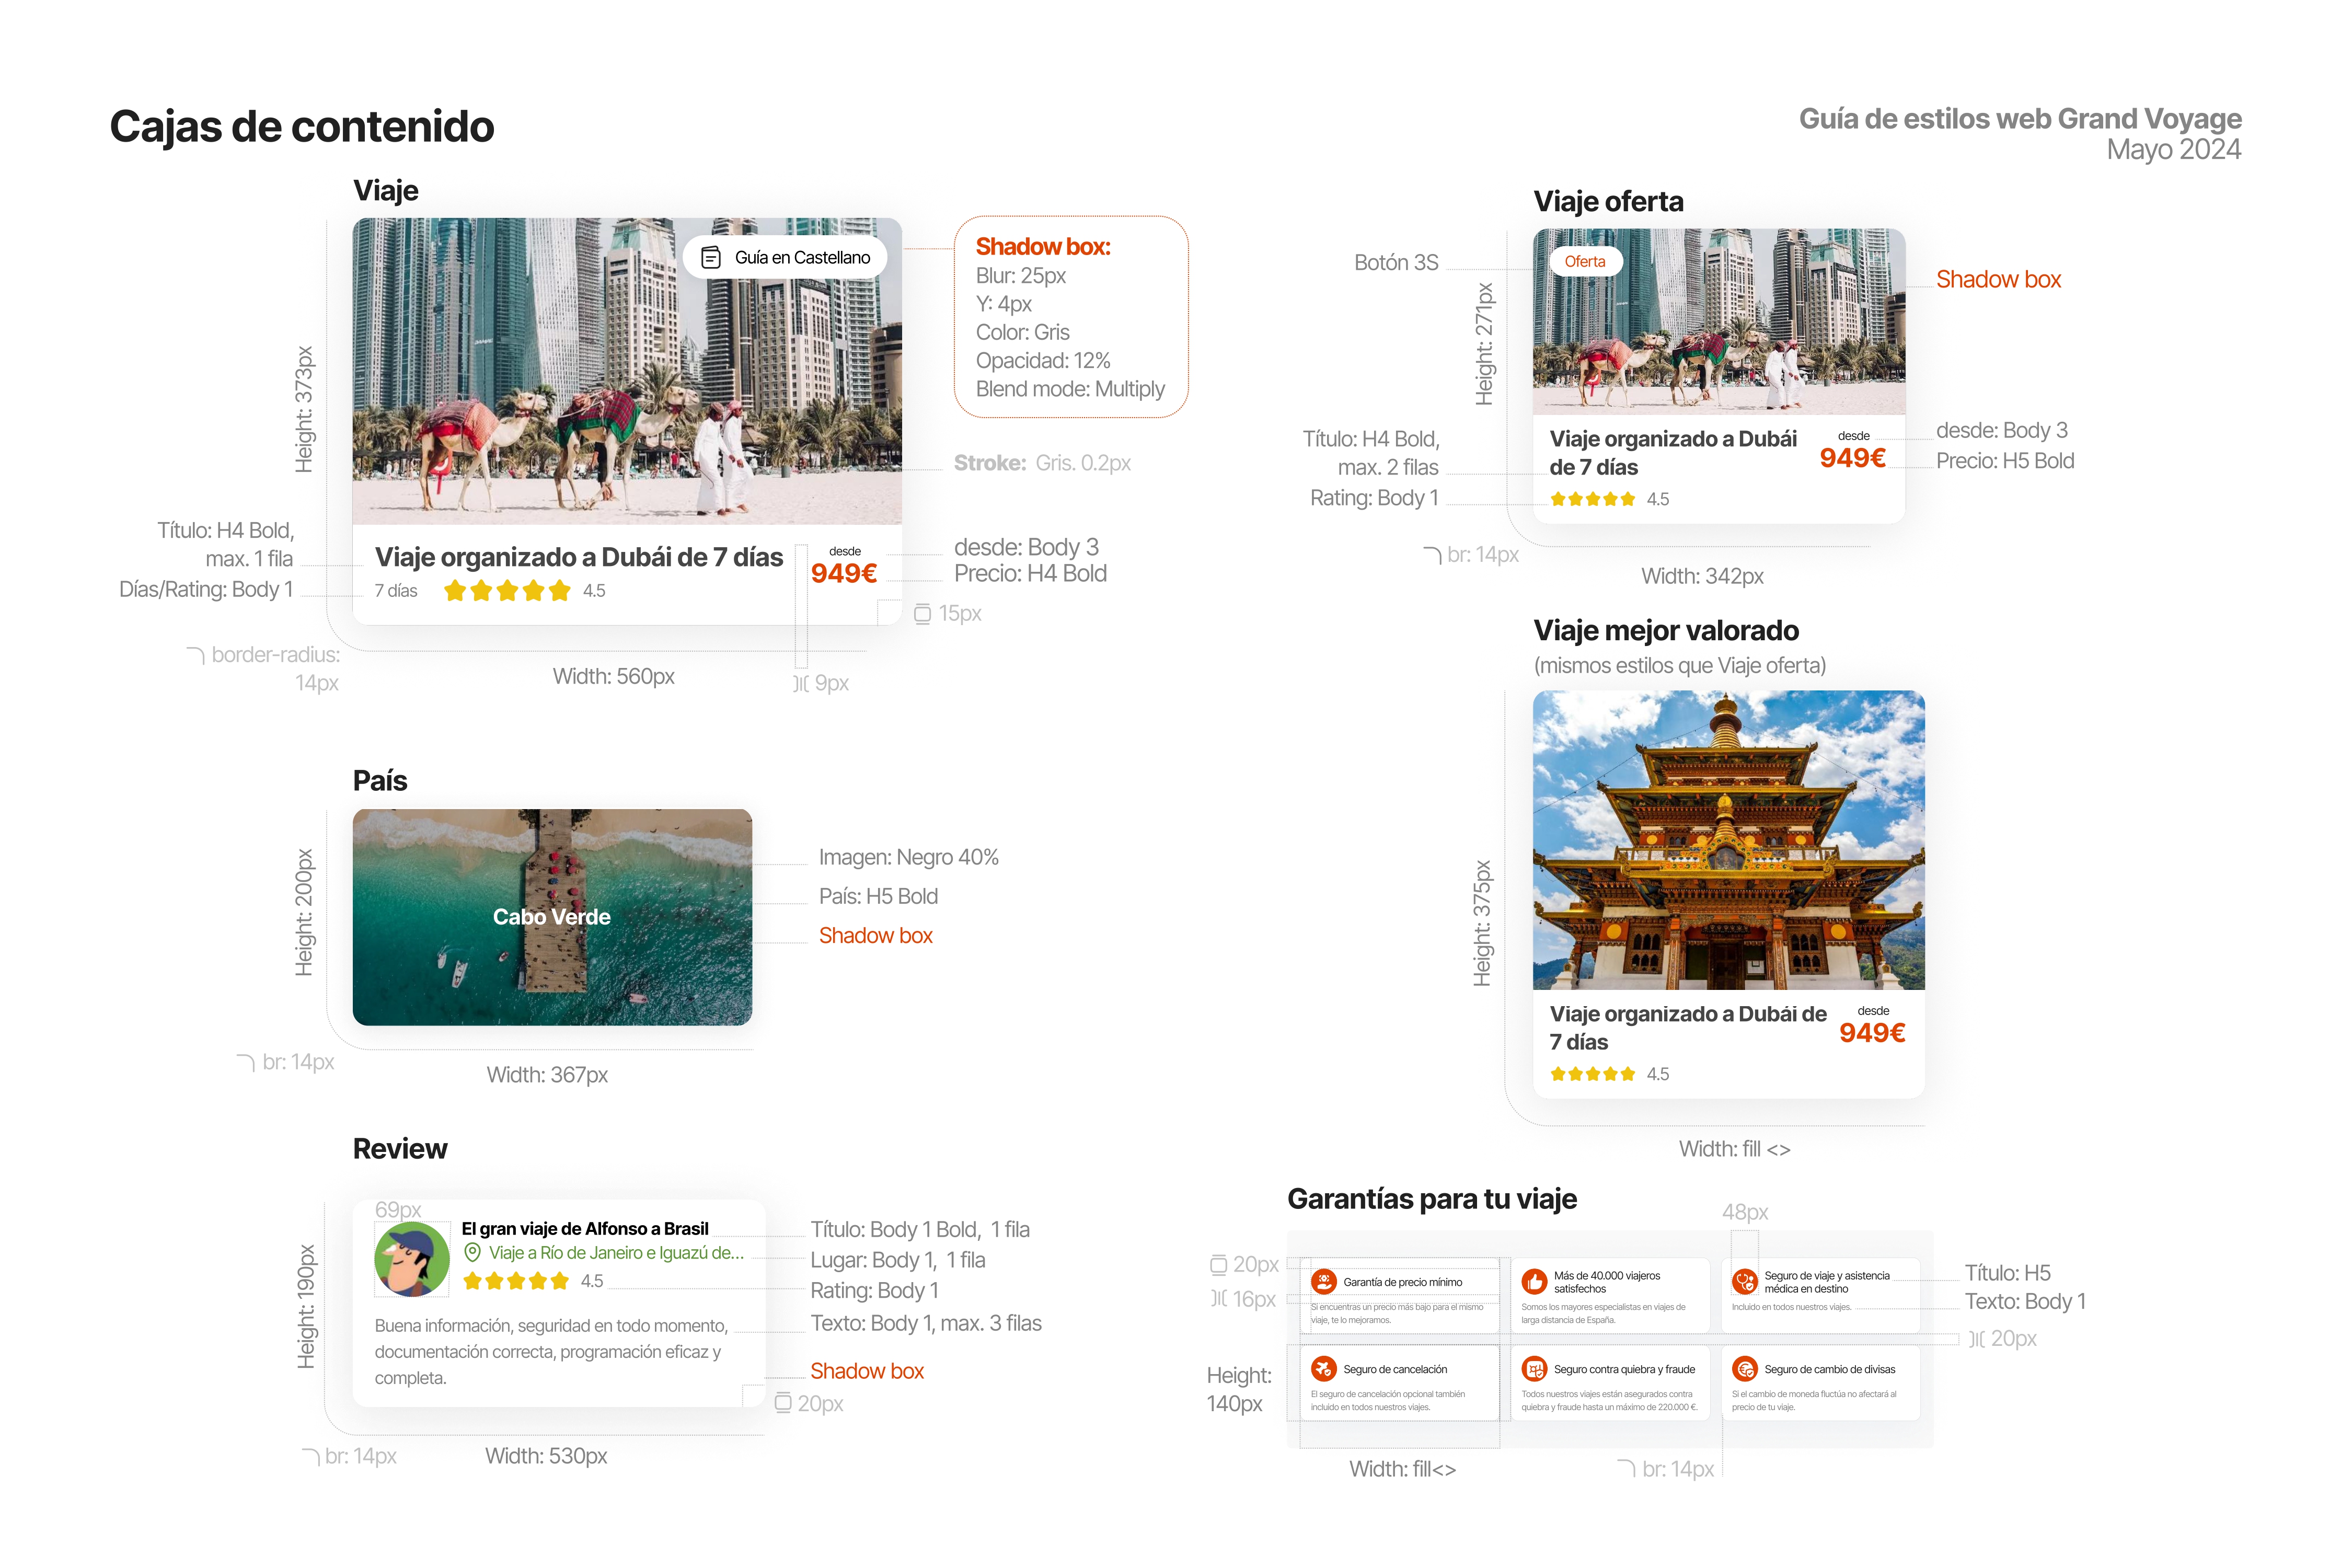 Cajas de contenido
Guía de estilos web Grand Voyage
Mayo 2024
Viaje
Guía en Castellano
Height: 373px
Título: H4 Bold,
max. 1 fila
Días/Rating: Body 1
Viaje organizado a Dubái de 7 días
7 días
4.5
desde
949€
border-radius:
14px
Width: 560px
9px
Shadow box:
Blur: 25px
Y: 4px
Color: Gris
Opacidad: 12%
Blend mode: Multiply
Stroke: Gris. 0.2px
desde: Body 3
Precio: H4 Bold
15px
País
Height: 200px
Cabo Verde
Imagen: Negro 40%
País: H5 Bold
Shadow box
br: 14px
Width: 367px
Review
Height: 190px
69px
El gran viaje de Alfonso a Brasil
Viaje a Río de Janeiro e Iguazú de...
4.5
Buena información, seguridad en todo momento,
documentación correcta, programación eficaz y
completa.
Título: Body 1 Bold, 1 fila
Lugar: Body 1, 1 fila
Rating: Body 1
Texto: Body 1, max. 3 filas
Shadow box
20px
br: 14px
Width: 530px
Viaje oferta
Botón 3S
Height: 271px
Oferta
Shadow box
Título: H4 Bold,
max. 2 filas
Rating: Body 1
Viaje organizado a Dubái
de 7 días
4.5
desde
949€
desde: Body 3
Precio: H5 Bold
br: 14px
Width: 342px
Viaje mejor valorado
(mismos estilos que Viaje oferta)
Height: 375px
Viaje organizado a Dubái de
7 días
4.5
desde
949€
Width: fill <>
Garantías para tu viaje
48px
20px
16px
Garantía de precio mínimo
Si encuentras un precio más bajo para el mismo
viaje, te lo mejoramos.
Más de 40.000 viajeros
satisfechos
Somos los mayores especialistas en viajes de
larga distancia de España.
Seguro de viaje y asistencia
médica en destino
Incluido en todos nuestros viajes.
Título: H5
Texto: Body 1
20px
Height:
140px
Seguro de cancelación
El seguro de cancelación opcional también
incluido en todos nuestros viajes.
Seguro contra quiebra y fraude
Todos nuestros viajes están asegurados contra
quiebra y fraude hasta un máximo de 220.000 €.
Seguro de cambio de divisas
Si el cambio de moneda fluctúa no afectará al
precio de tu viaje.
Width: fill<>
br: 14px